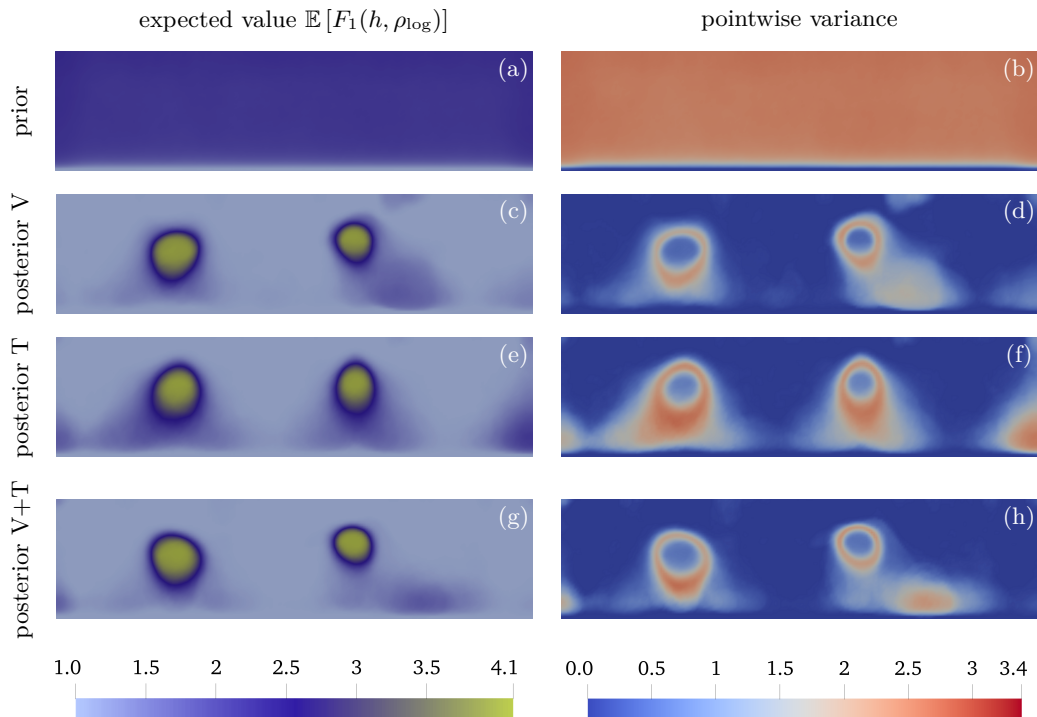 expected value 𝔼 [F₁(h, ρ_log)]
pointwise variance
prior
(a)
(b)
posterior V
(c)
(d)
posterior T
(e)
(f)
posterior V+T
(g)
(h)
1.0 1.5 2 2.5 3 3.5 4.1
0.0 0.5 1 1.5 2 2.5 3 3.4